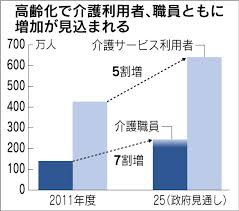 高齢化で介護利用者、職員ともに
増加が見込まれる
700 万人
介護サービス利用者
600
500
5割増
400
300
介護職員
200
100
7割増
0
2011年度
25(政府見通し)